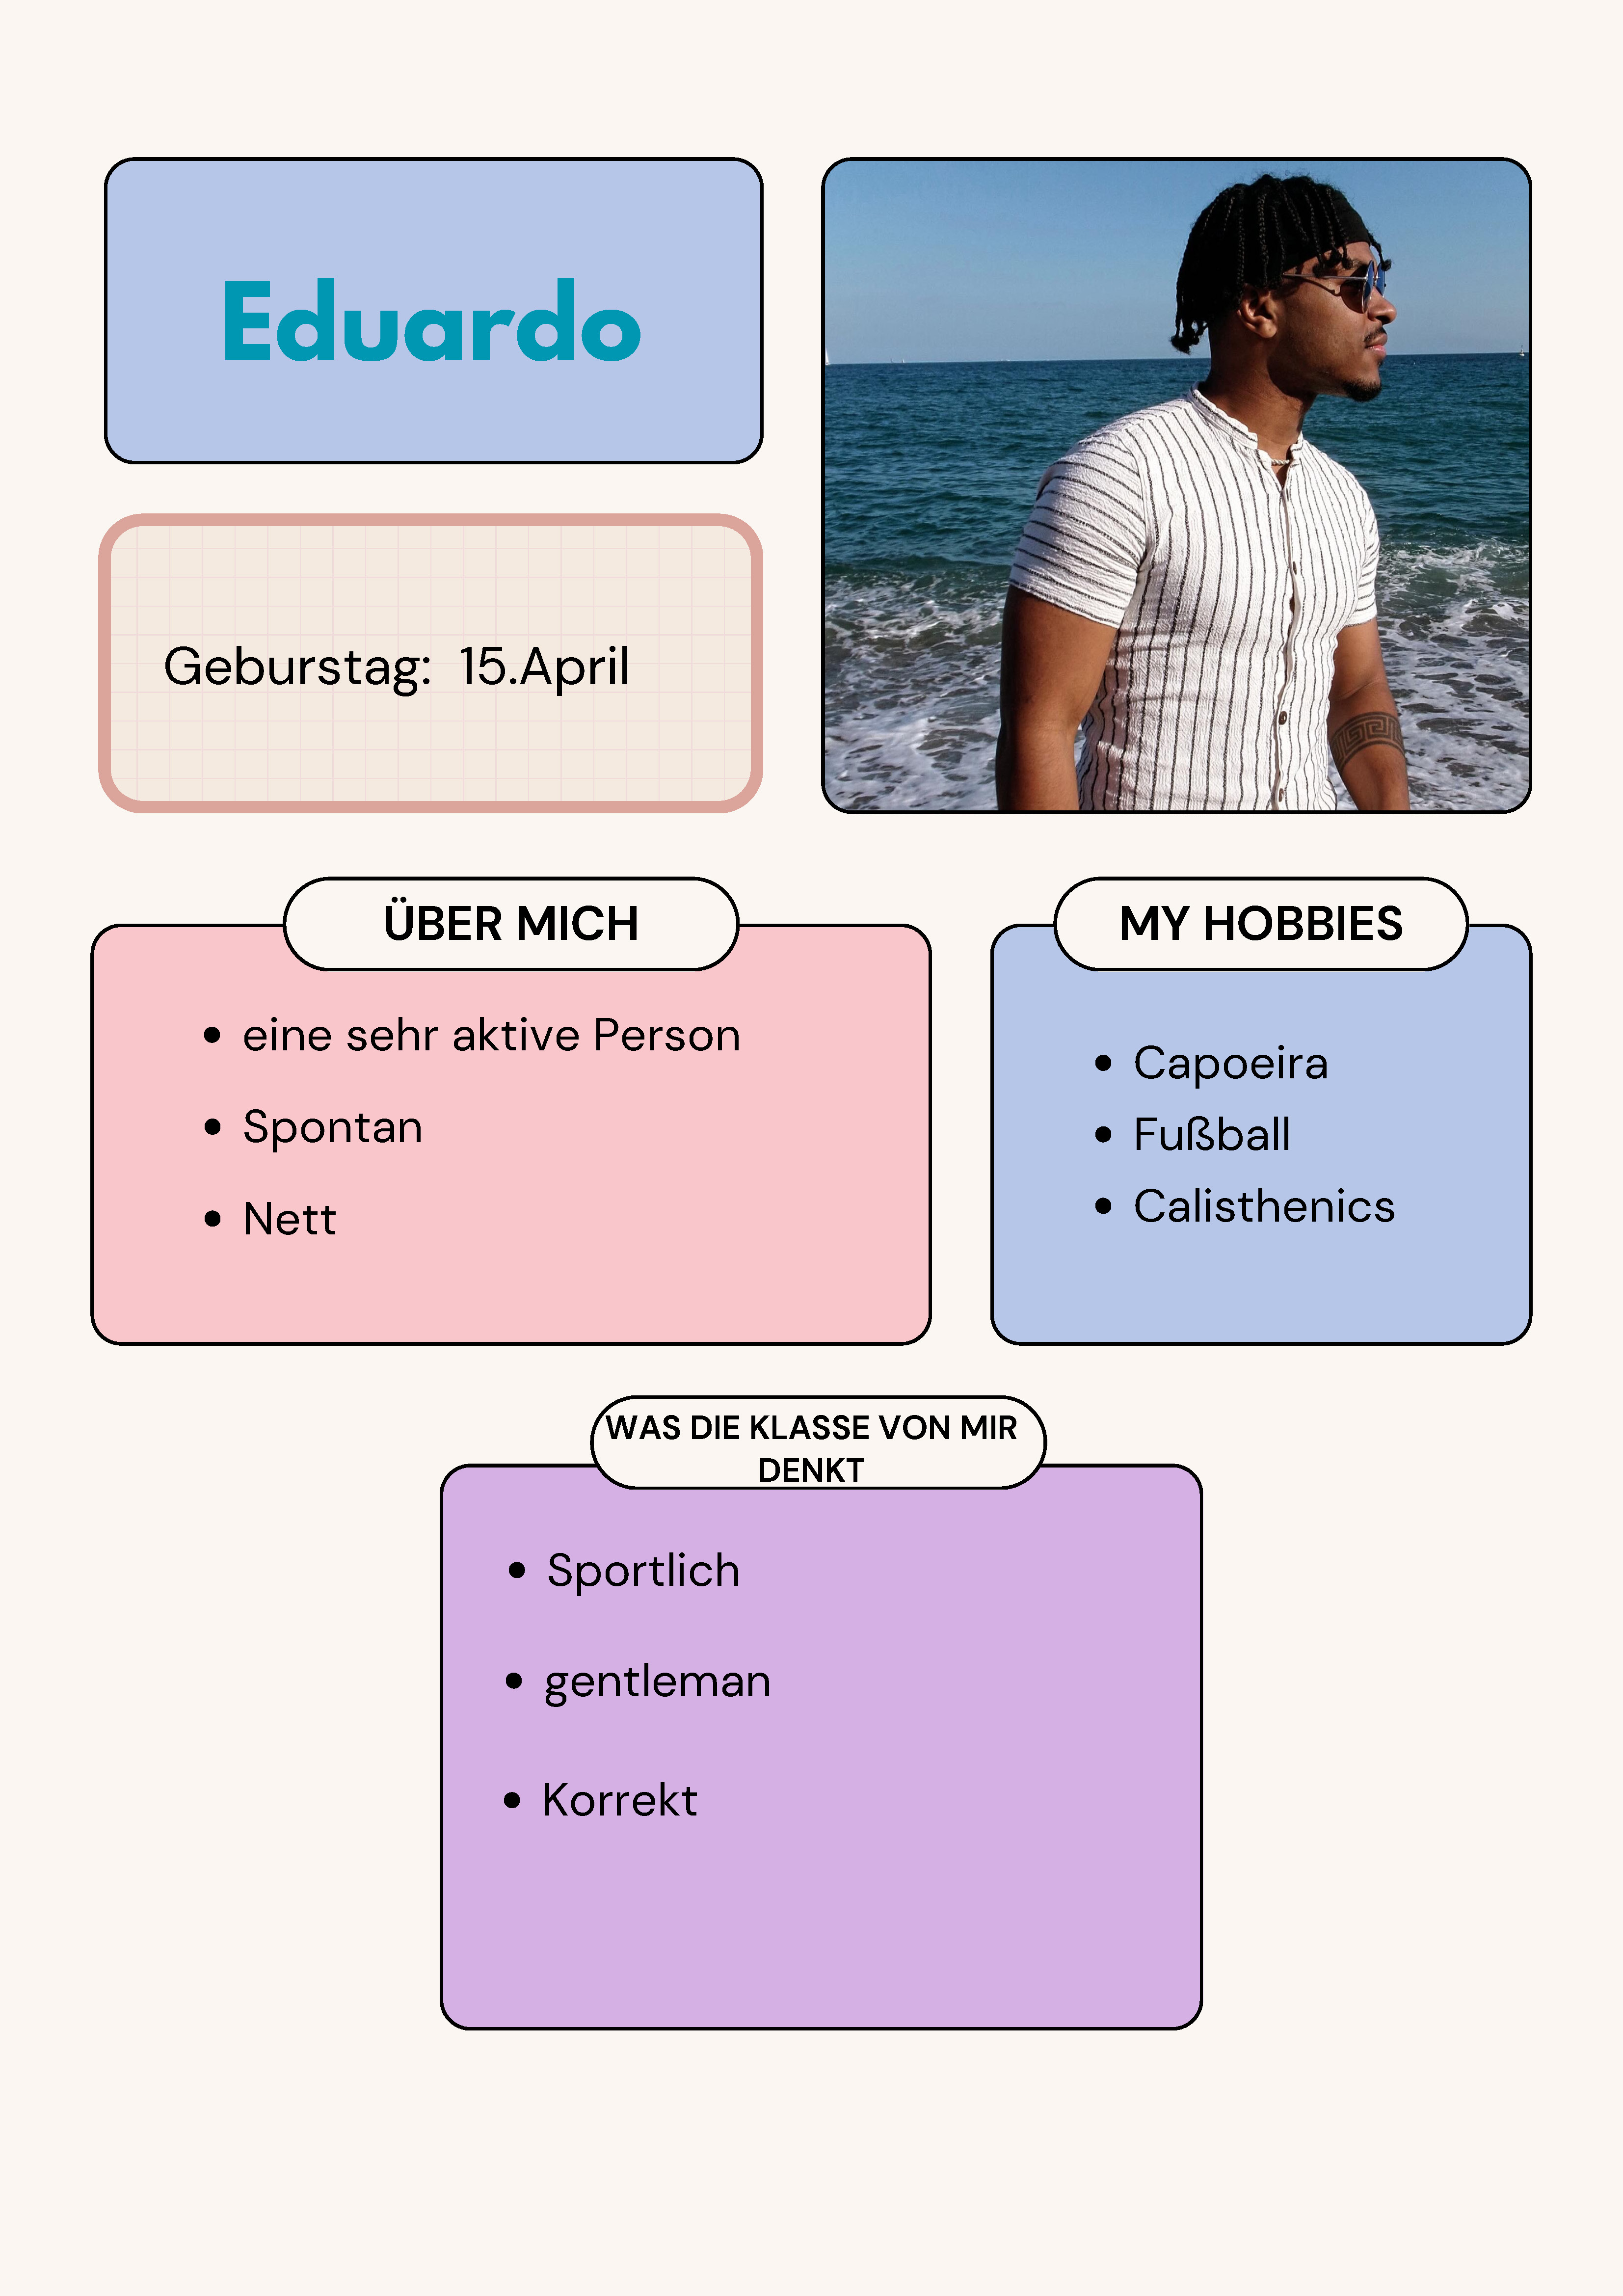 Eduardo
Geburstag: 15.April
ÜBER MICH
• eine sehr aktive Person
• Spontan
• Nett
MY HOBBIES
• Capoeira
• Fußball
• Calisthenics
WAS DIE KLASSE VON MIR
DENKT
• Sportlich
• gentleman
• Korrekt